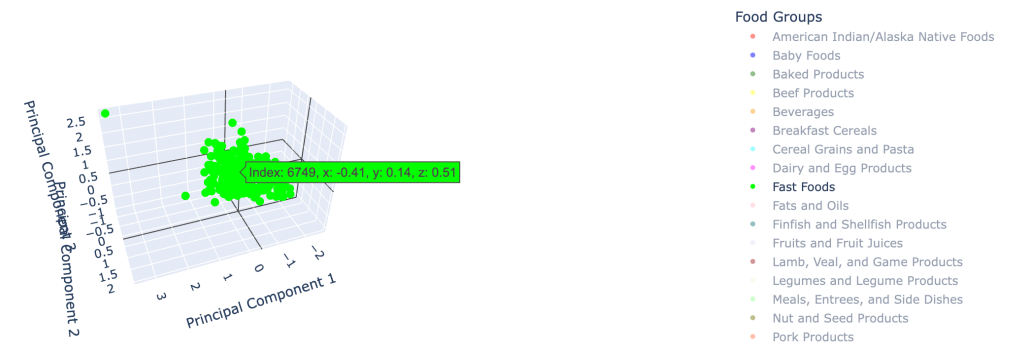 Food Groups
American Indian/Alaska Native Foods
Baby Foods
Baked Products
Beef Products
Beverages
Breakfast Cereals
Cereal Grains and Pasta
Dairy and Egg Products
Fast Foods
Fats and Oils
Finfish and Shellfish Products
Fruits and Fruit Juices
Lamb, Veal, and Game Products
Legumes and Legume Products
Meals, Entrees, and Side Dishes
Nut and Seed Products
Pork Products
Index: 6749, x: -0.41, y: 0.14, z: 0.51
2.5
2
1.5
1
0.5
0
0.5
1
1.5
2
3
2
1
0
−1
−2
Principal Component 1
Principal Component 2